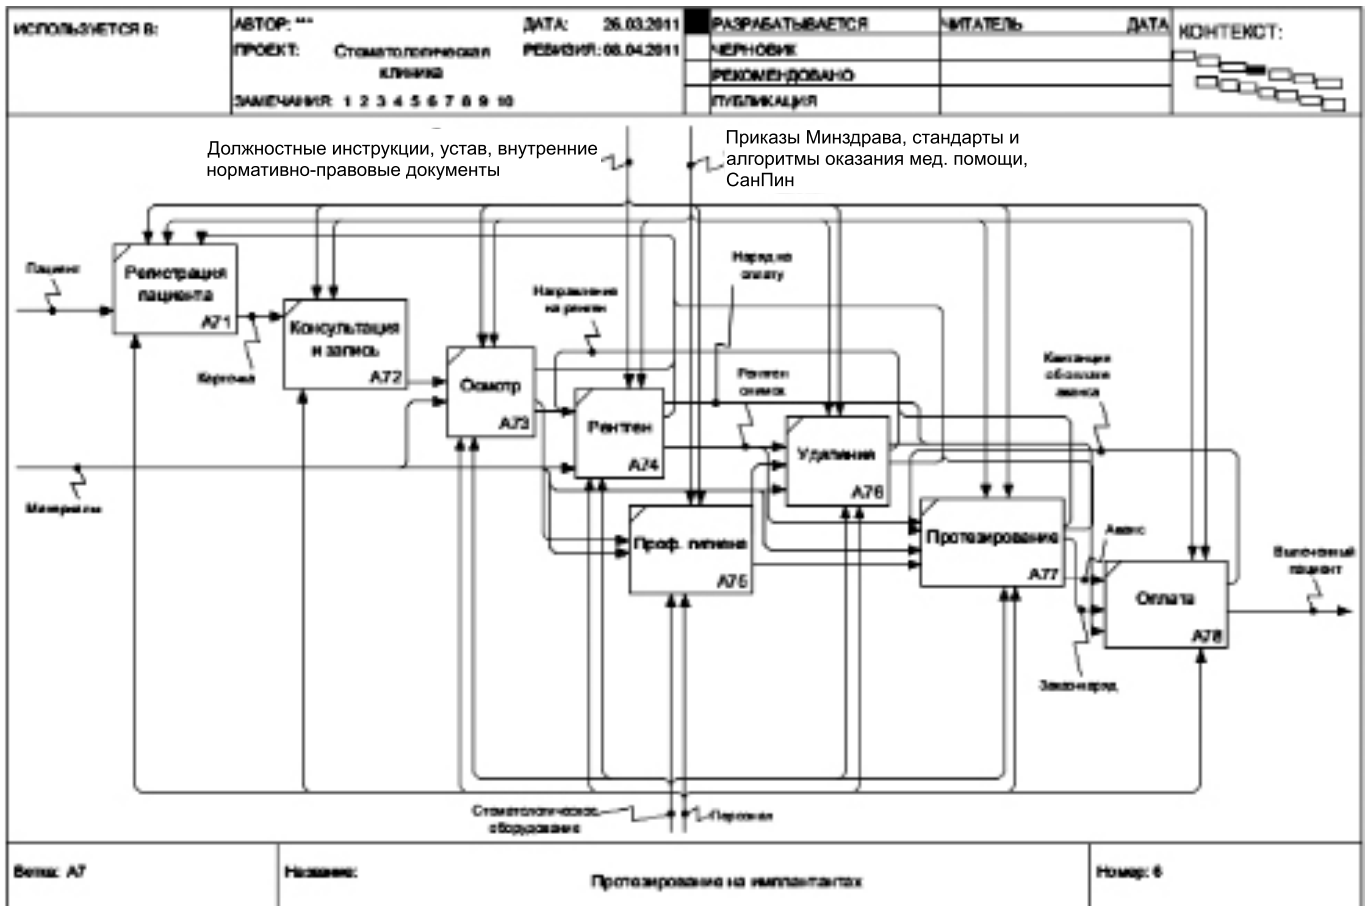 ИСПОЛЬЗУЕТСЯ В:
АВТОР: ***
ДАТА: 26.03.2011
ПРОЕКТ: Стоматологическая
клиника
РЕВИЗИЯ: 08.04.2011
ЗАМЕЧАНИЯ: 1 2 3 4 5 6 7 8 9 10
РАЗРАБАТЫВАЕТСЯ
ЧЕРНОВИК
РЕКОМЕНДОВАНО
ПУБЛИКАЦИЯ
ЧИТАТЕЛЬ
ДАТА
КОНТЕКСТ:
Должностные инструкции, устав, внутренние
нормативно-правовые документы
Приказы Минздрава, стандарты и
алгоритмы оказания мед. помощи,
СанПин
Пациент
Регистрация
пациента
A71
Карточка
Консультация
и запись
A72
Осмотр
A73
Направление
на рентген
Наряд на
оплату
Рентген
A74
Рентген
снимок
Материалы
Проф. гигиена
A75
Удаления
A76
Квитанция
об оплате
аванса
Протезирование
A77
Аванс
Оплата
A78
Вылеченный
пациент
Заказ-наряд
Стоматологическое
оборудование
Персонал
Ветка: A7
Название:
Протезирование на имплантантах
Номер: 6